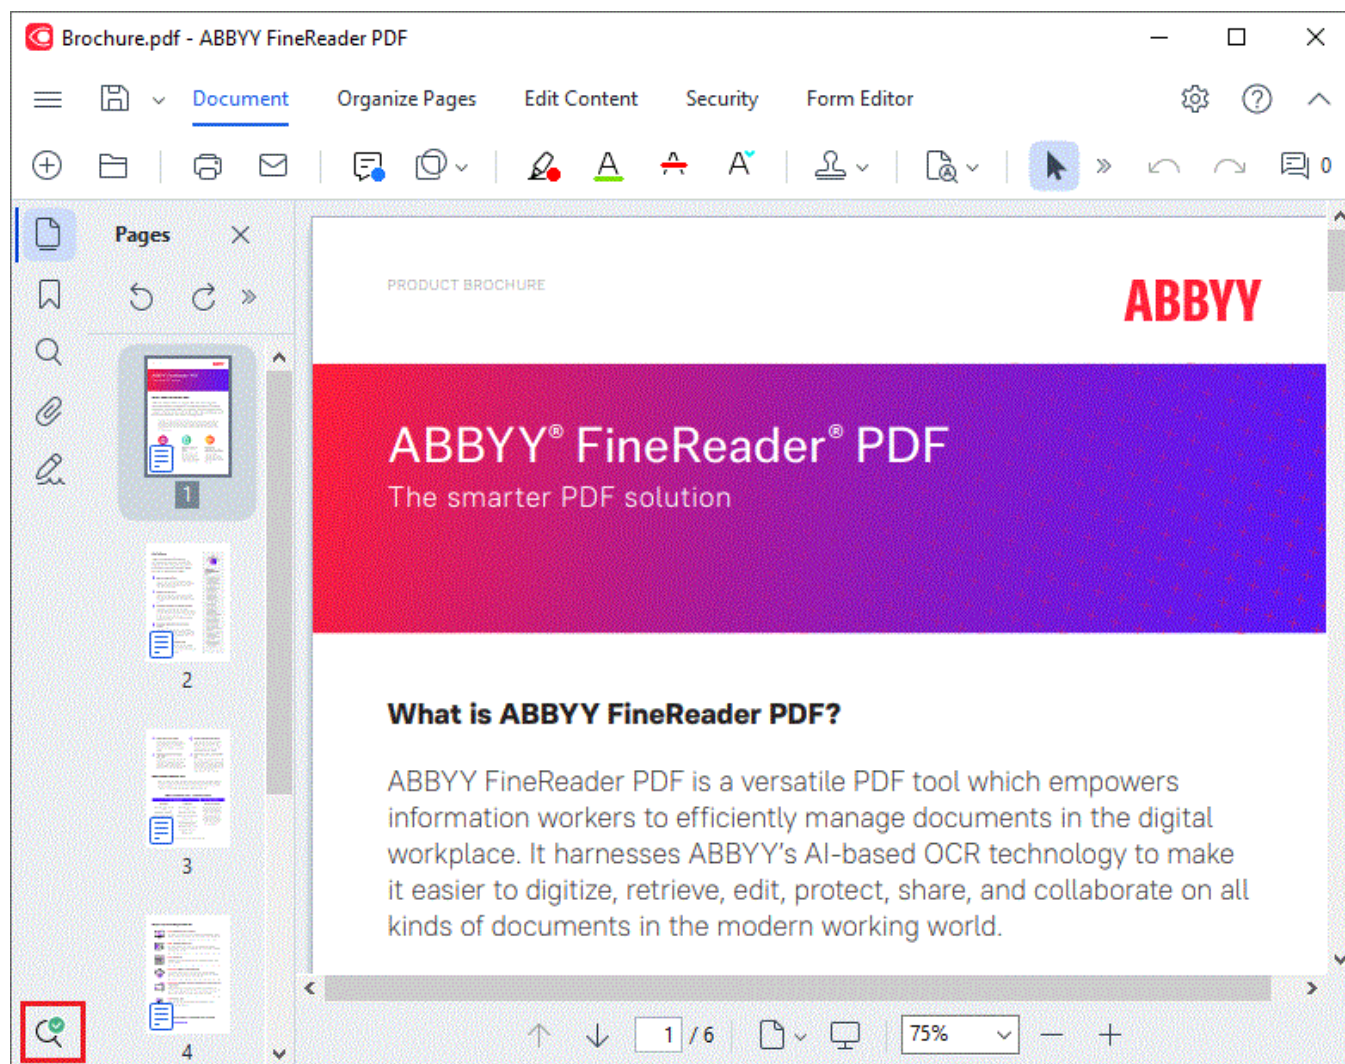 Brochure.pdf - ABBYY FineReader PDF
Document Organize Pages Edit Content Security Form Editor
0
Pages
PRODUCT BROCHURE
ABBYY
ABBYY® FineReader® PDF
The smarter PDF solution
1
2
3
4
What is ABBYY FineReader PDF?
ABBYY FineReader PDF is a versatile PDF tool which empowers
information workers to efficiently manage documents in the digital
workplace. It harnesses ABBYY's AI-based OCR technology to make
it easier to digitize, retrieve, edit, protect, share, and collaborate on all
kinds of documents in the modern working world.
1 / 6
75%